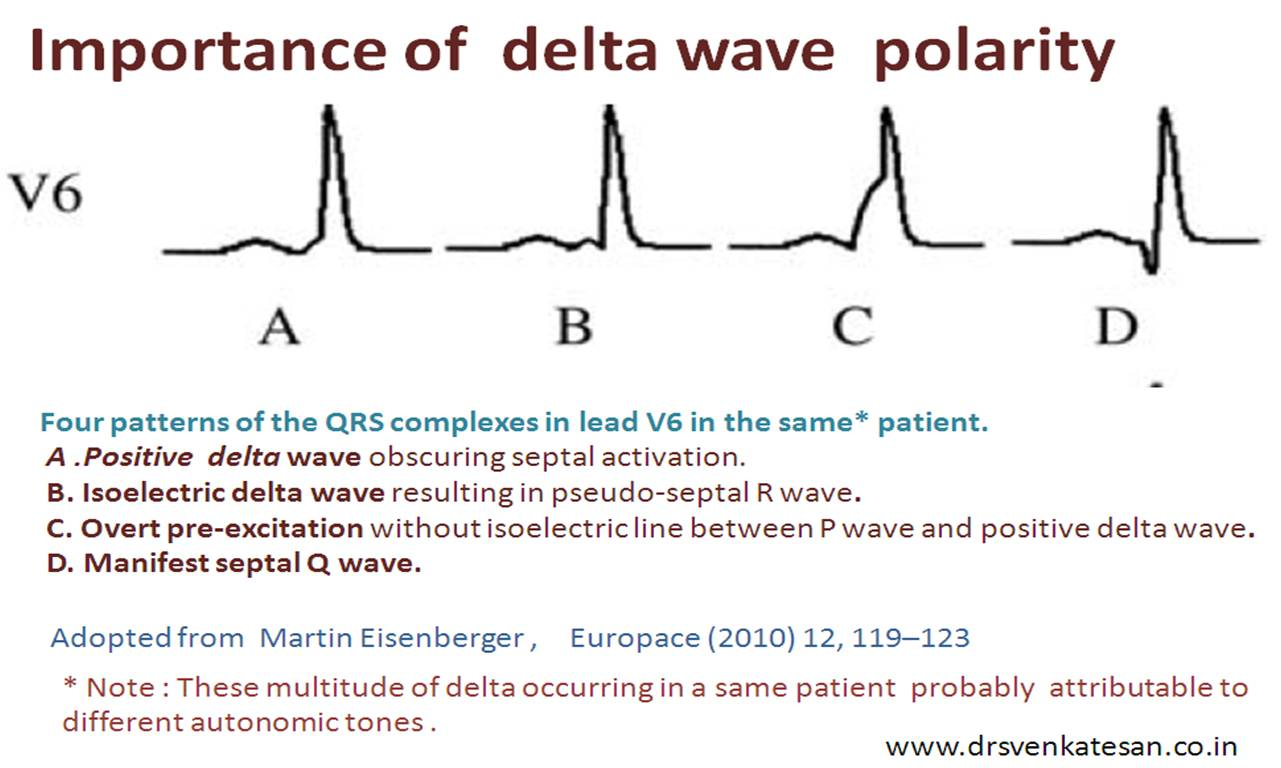 Importance of delta wave polarity
V6
A B C D
Four patterns of the QRS complexes in lead V6 in the same* patient.
A .Positive delta wave obscuring septal activation.
B. Isoelectric delta wave resulting in pseudo-septal R wave.
C. Overt pre-excitation without isoelectric line between P wave and positive delta wave.
D. Manifest septal Q wave.
Adopted from Martin Eisenberger , Europace (2010) 12, 119–123
* Note : These multitude of delta occurring in a same patient probably attributable to
different autonomic tones .
www.drsvenkatesan.co.in